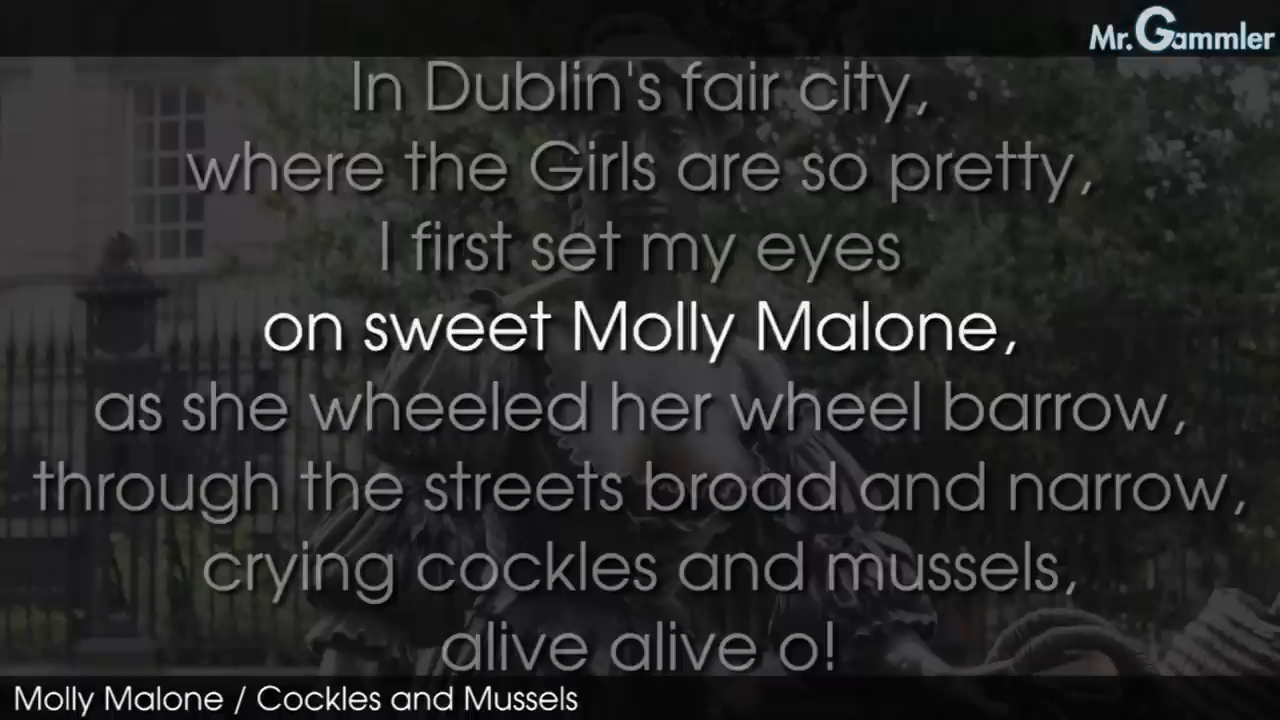 Mr. Gammler
In Dublin's fair city,
where the Girls are so pretty,
I first set my eyes
on sweet Molly Malone,
as she wheeled her wheel barrow,
through the streets broad and narrow,
crying cockles and mussels,
alive alive o!
Molly Malone / Cockles and Mussels